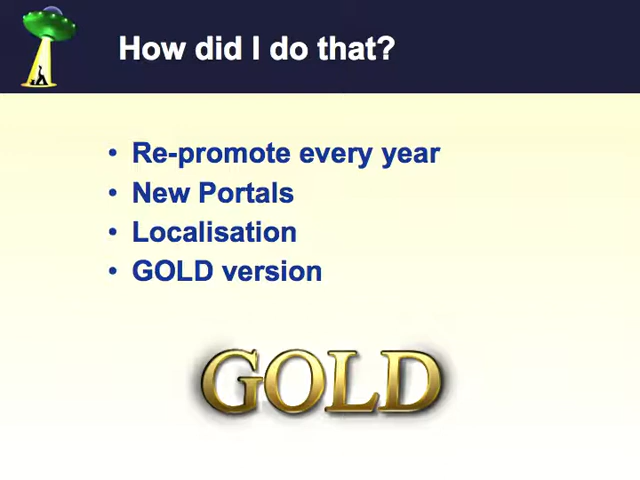 How did I do that?
• Re-promote every year
• New Portals
• Localisation
• GOLD version
GOLD